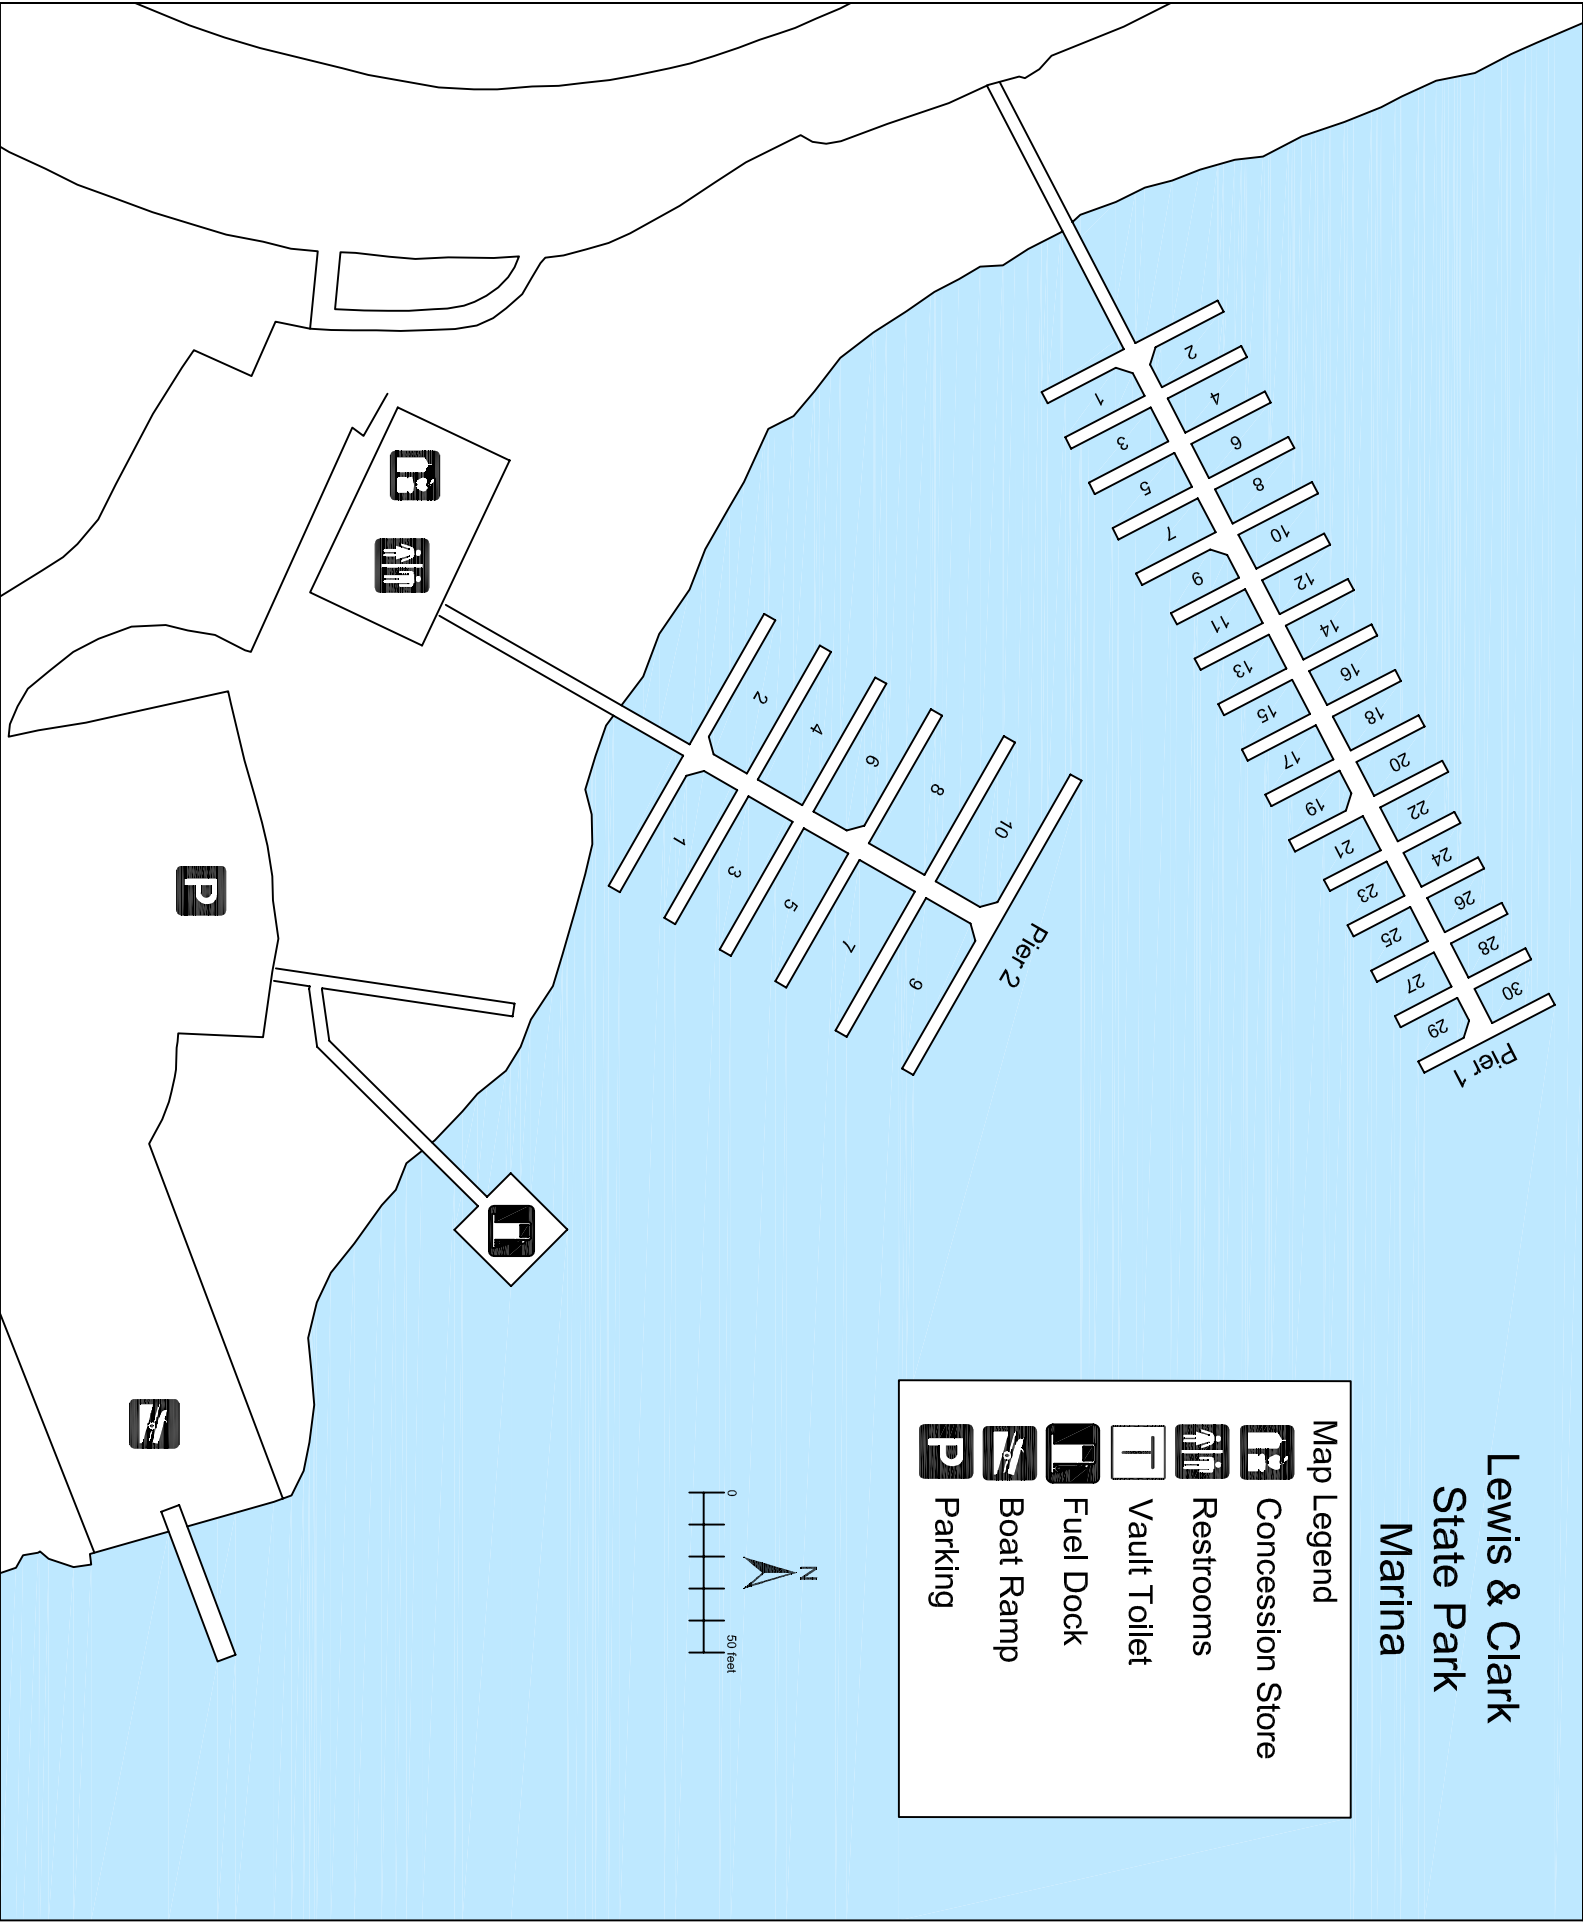 Lewis & Clark
State Park
Marina
Map Legend
Concession Store
Restrooms
T Vault Toilet
Fuel Dock
Boat Ramp
P Parking
N
0 50 feet
Pier 1
2
4
6
8
10
12
14
16
18
20
22
24
26
28
30
1
3
5
7
9
11
13
15
17
19
21
23
25
27
29
Pier 2
2
4
6
8
10
1
3
5
7
9
P